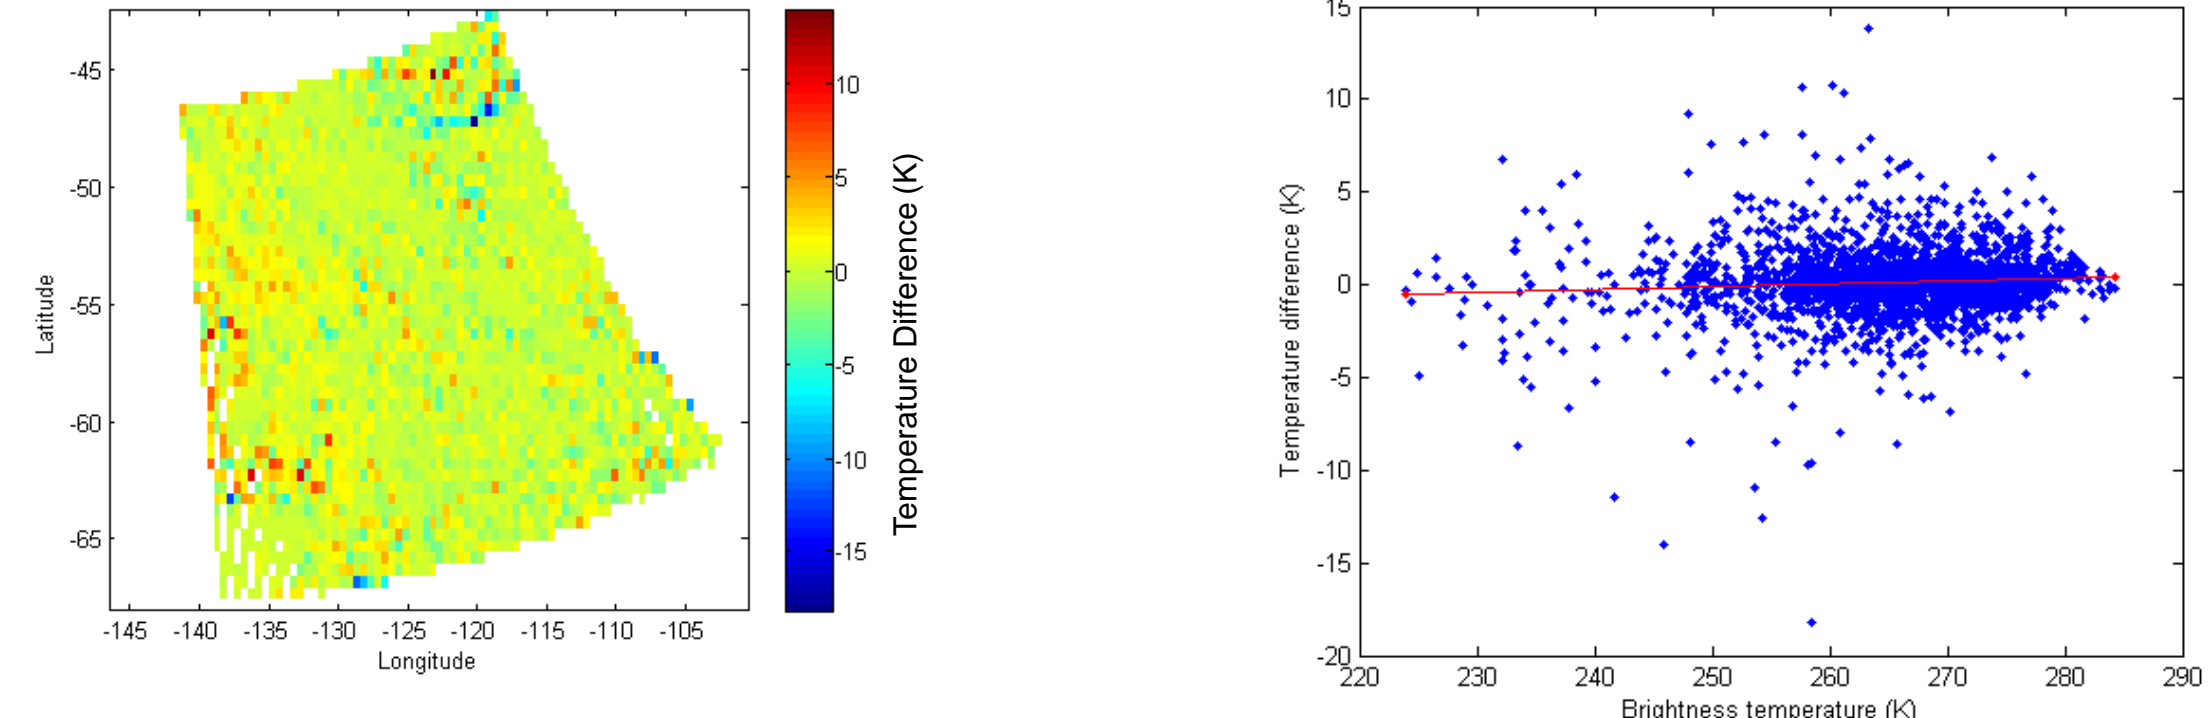 -45
-50
-55
-60
-65
Latitude
-145 -140 -135 -130 -125 -120 -115 -110 -105
Longitude
10
5
0
-5
-10
-15
Temperature Difference (K)
15
10
5
0
-5
-10
-15
-20
Temperature difference (K)
220 230 240 250 260 270 280 290
Brightness temperature (K)